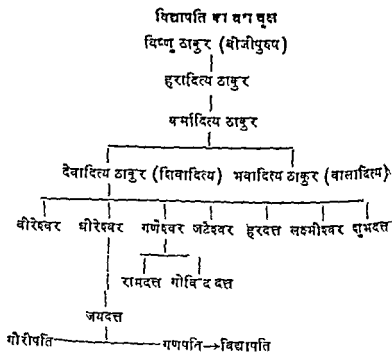 विद्यापति का वंश वृक्ष
विष्णु ठाकुर (बीजीपुरुष)
हरादित्य ठाकुर
कर्मादित्य ठाकुर
देवादित्य ठाकुर (शिवादित्य) भवादित्य ठाकुर (बालादित्य)
वीरेश्वर धीरेश्वर गणेश्वर जटेश्वर हरदत्त लक्ष्मीश्वर शुभदत्त
रामदत्त गोविन्द दत्त
जयदत्त
गौरीपति गणपति→विद्यापति